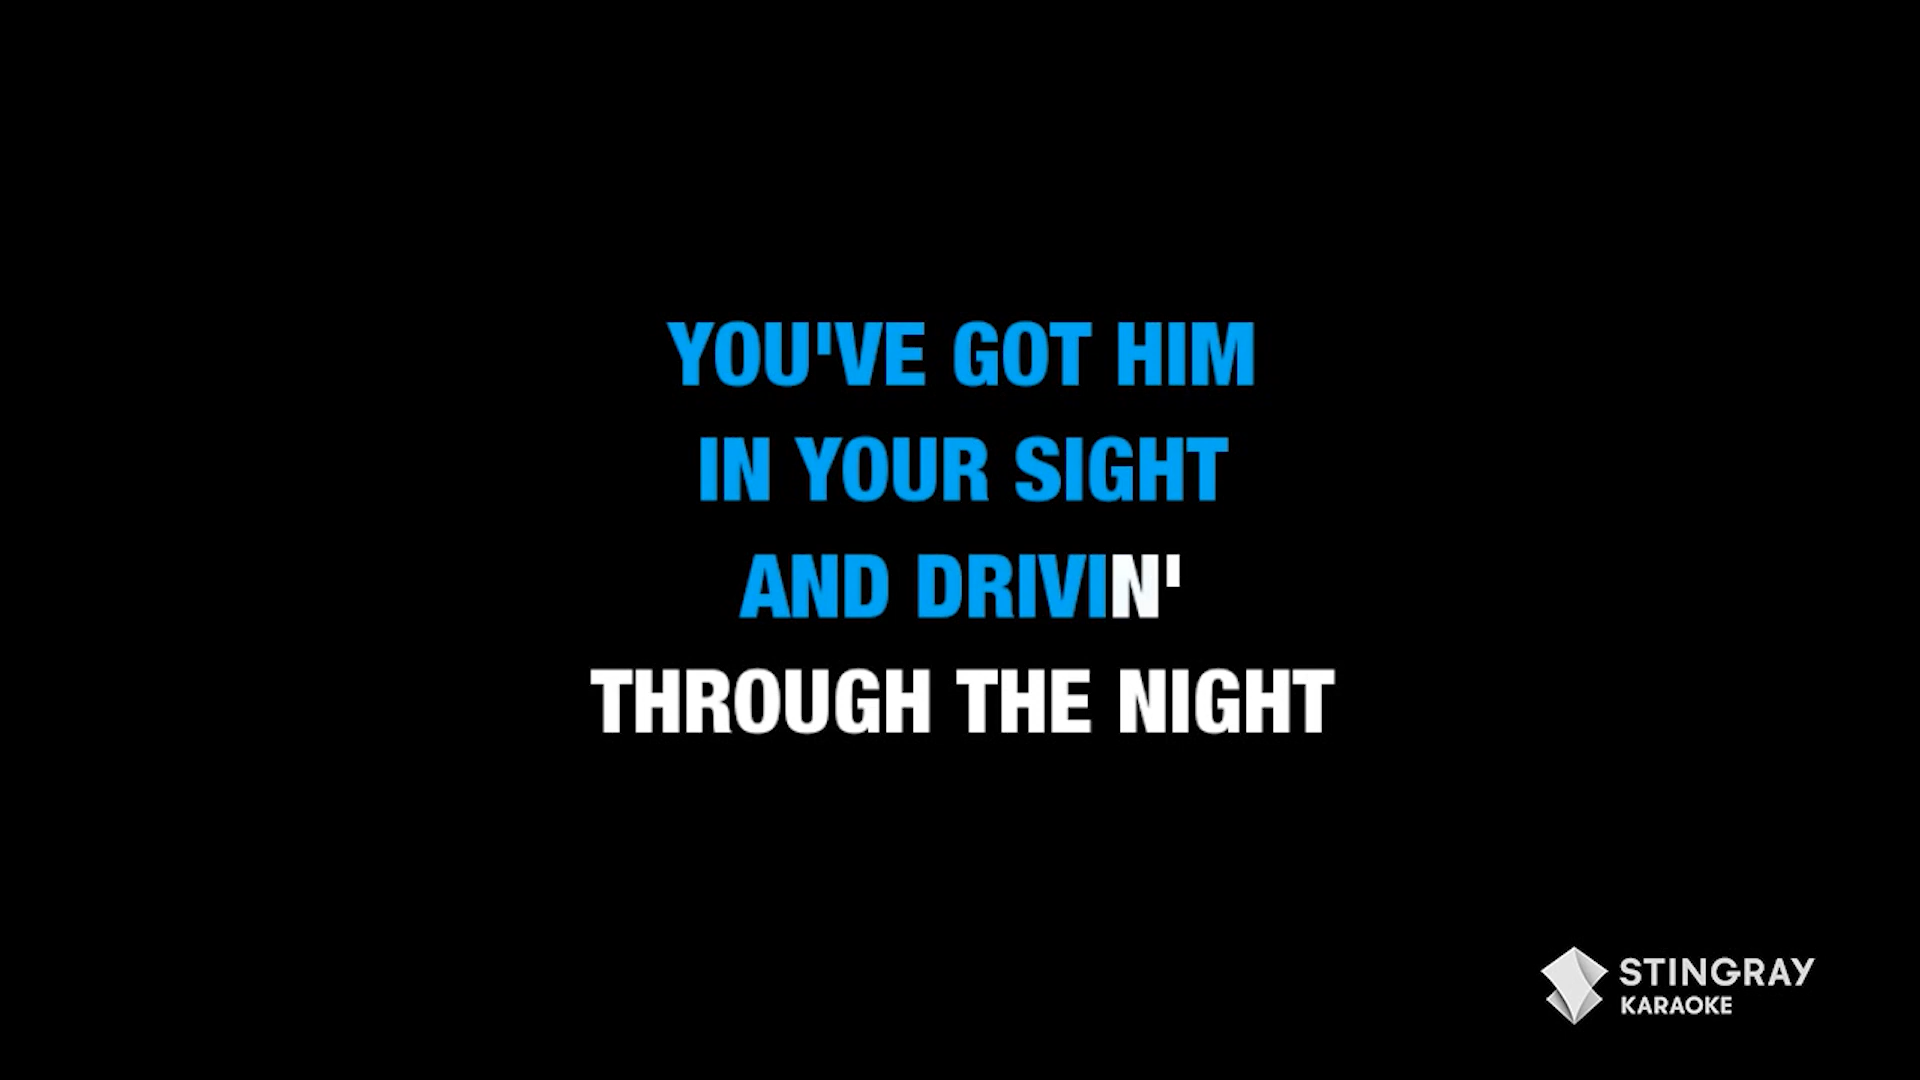 YOU'VE GOT HIM
IN YOUR SIGHT
AND DRIVIN'
THROUGH THE NIGHT
STINGRAY
KARAOKE